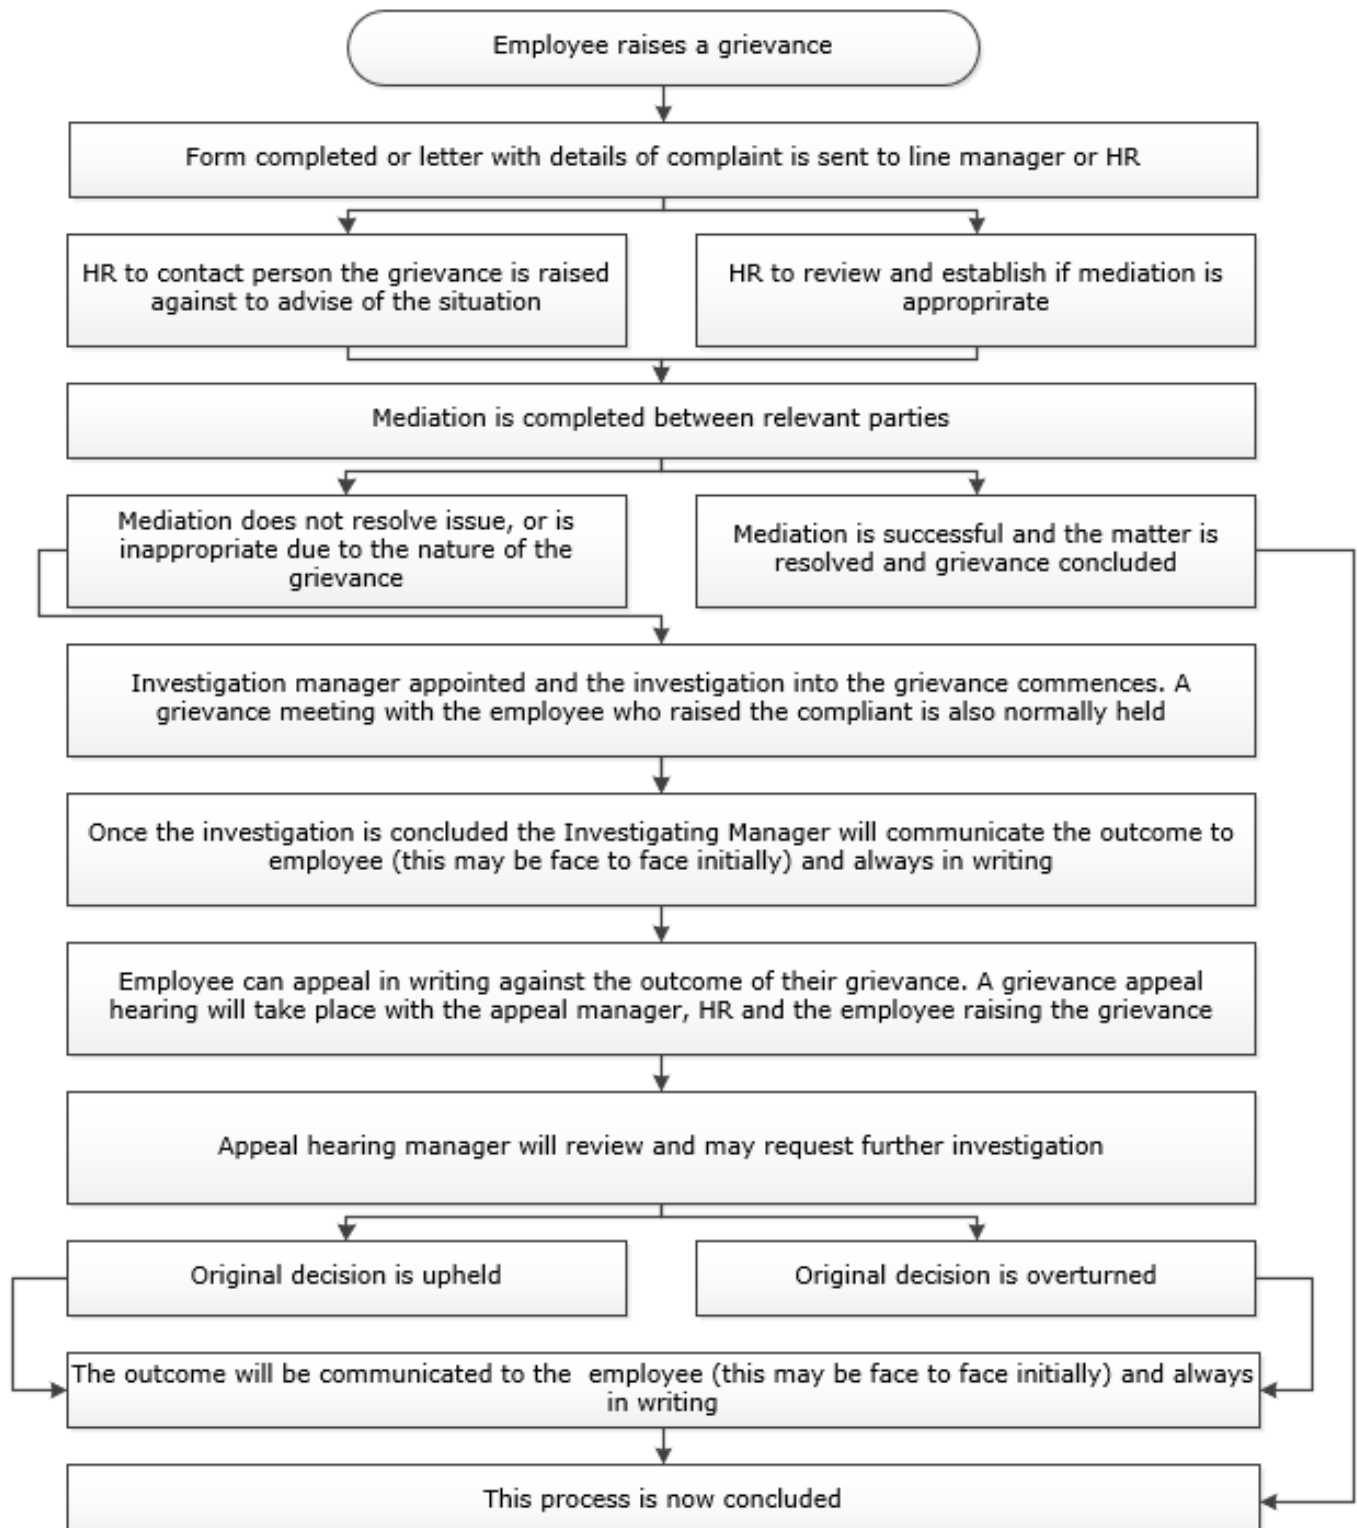 Employee raises a grievance
Form completed or letter with details of complaint is sent to line manager or HR
HR to contact person the grievance is raised
against to advise of the situation
HR to review and establish if mediation is
approprirate
Mediation is completed between relevant parties
Mediation does not resolve issue, or is
inappropriate due to the nature of the
grievance
Mediation is successful and the matter is
resolved and grievance concluded
Investigation manager appointed and the investigation into the grievance commences. A
grievance meeting with the employee who raised the compliant is also normally held
Once the investigation is concluded the Investigating Manager will communicate the outcome to
employee (this may be face to face initially) and always in writing
Employee can appeal in writing against the outcome of their grievance. A grievance appeal
hearing will take place with the appeal manager, HR and the employee raising the grievance
Appeal hearing manager will review and may request further investigation
Original decision is upheld
Original decision is overturned
The outcome will be communicated to the  employee (this may be face to face initially) and always
in writing
This process is now concluded